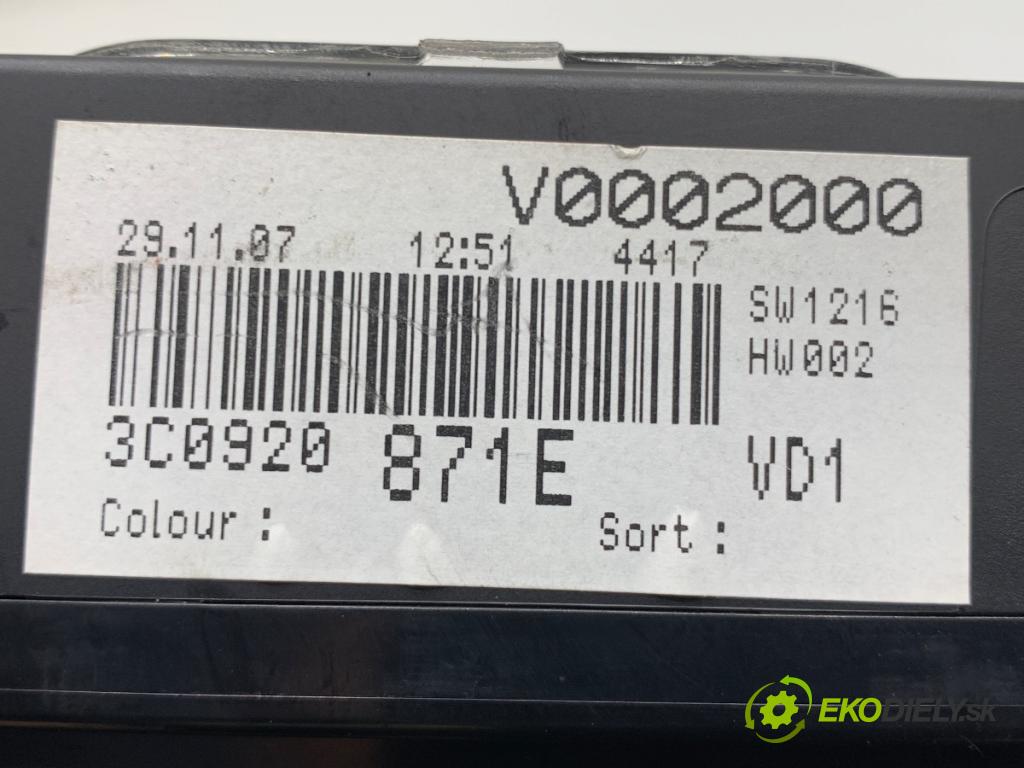 V0002000
29.11.07 12:51 4417
SW1216
HW002
3C0920 871E VD1
Colour : Sort :
EKODIELY.sk